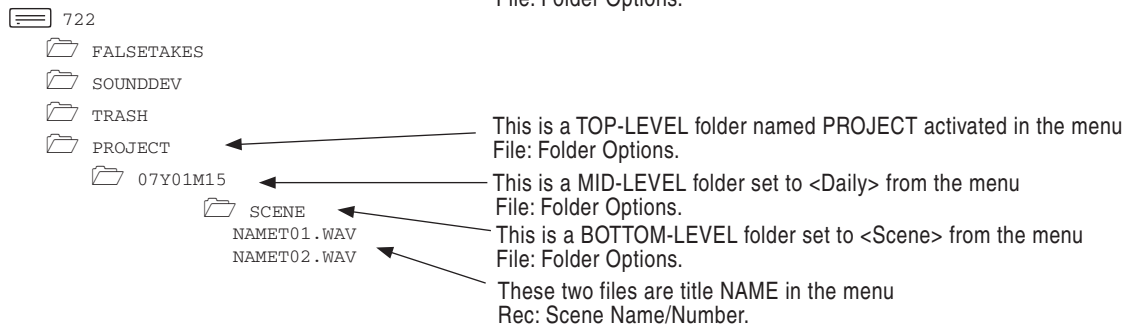 File: Folder Options.
722
FALSETAKES
SOUNDDEV
TRASH
PROJECT
This is a TOP-LEVEL folder named PROJECT activated in the menu
File: Folder Options.
07Y01M15
This is a MID-LEVEL folder set to <Daily> from the menu
File: Folder Options.
SCENE
NAMET01.WAV
NAMET02.WAV
This is a BOTTOM-LEVEL folder set to <Scene> from the menu
File: Folder Options.
These two files are title NAME in the menu
Rec: Scene Name/Number.